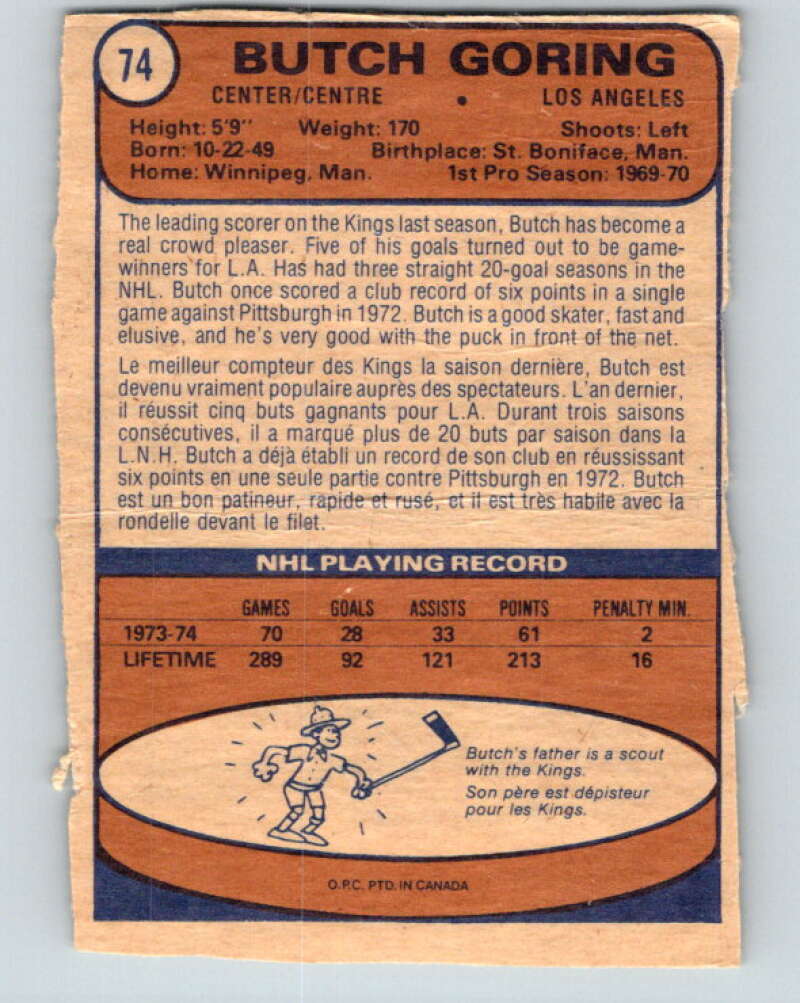 74
BUTCH GORING
CENTER/CENTRE • LOS ANGELES
Height: 5'9" Weight: 170 Shoots: Left
Born: 10-22-49 Birthplace: St. Boniface, Man.
Home: Winnipeg, Man. 1st Pro Season: 1969-70
The leading scorer on the Kings last season, Butch has become a
real crowd pleaser. Five of his goals turned out to be game-
winners for L.A. Has had three straight 20-goal seasons in the
NHL. Butch once scored a club record of six points in a single
game against Pittsburgh in 1972. Butch is a good skater, fast and
elusive, and he's very good with the puck in front of the net.
Le meilleur compteur des Kings la saison dernière, Butch est
devenu vraiment populaire auprès des spectateurs. L'an dernier,
il réussit cinq buts gagnants pour L.A. Durant trois saisons
consécutives, il a marqué plus de 20 buts par saison dans la
L.N.H. Butch a déjà établi un record de son club en réussissant
six points en une seule partie contre Pittsburgh en 1972. Butch
est un bon patineur, rapide et rusé, et il est très habile avec la
rondelle devant le filet.
NHL PLAYING RECORD
GAMES GOALS ASSISTS POINTS PENALTY MIN.
1973-74 70 28 33 61 2
LIFETIME 289 92 121 213 16
Butch's father is a scout
with the Kings.
Son père est dépisteur
pour les Kings.
O.P.C. PTD. IN CANADA